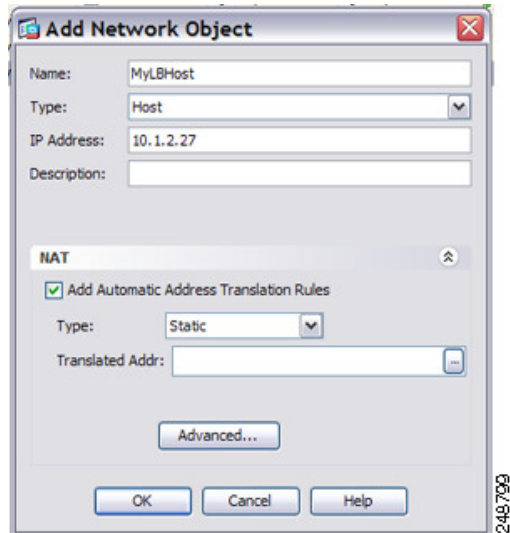 Add Network Object
Name: MyLBHost
Type: Host
IP Address: 10.1.2.27
Description:
NAT
Add Automatic Address Translation Rules
Type: Static
Translated Addr: ...
Advanced...
OK Cancel Help
248799